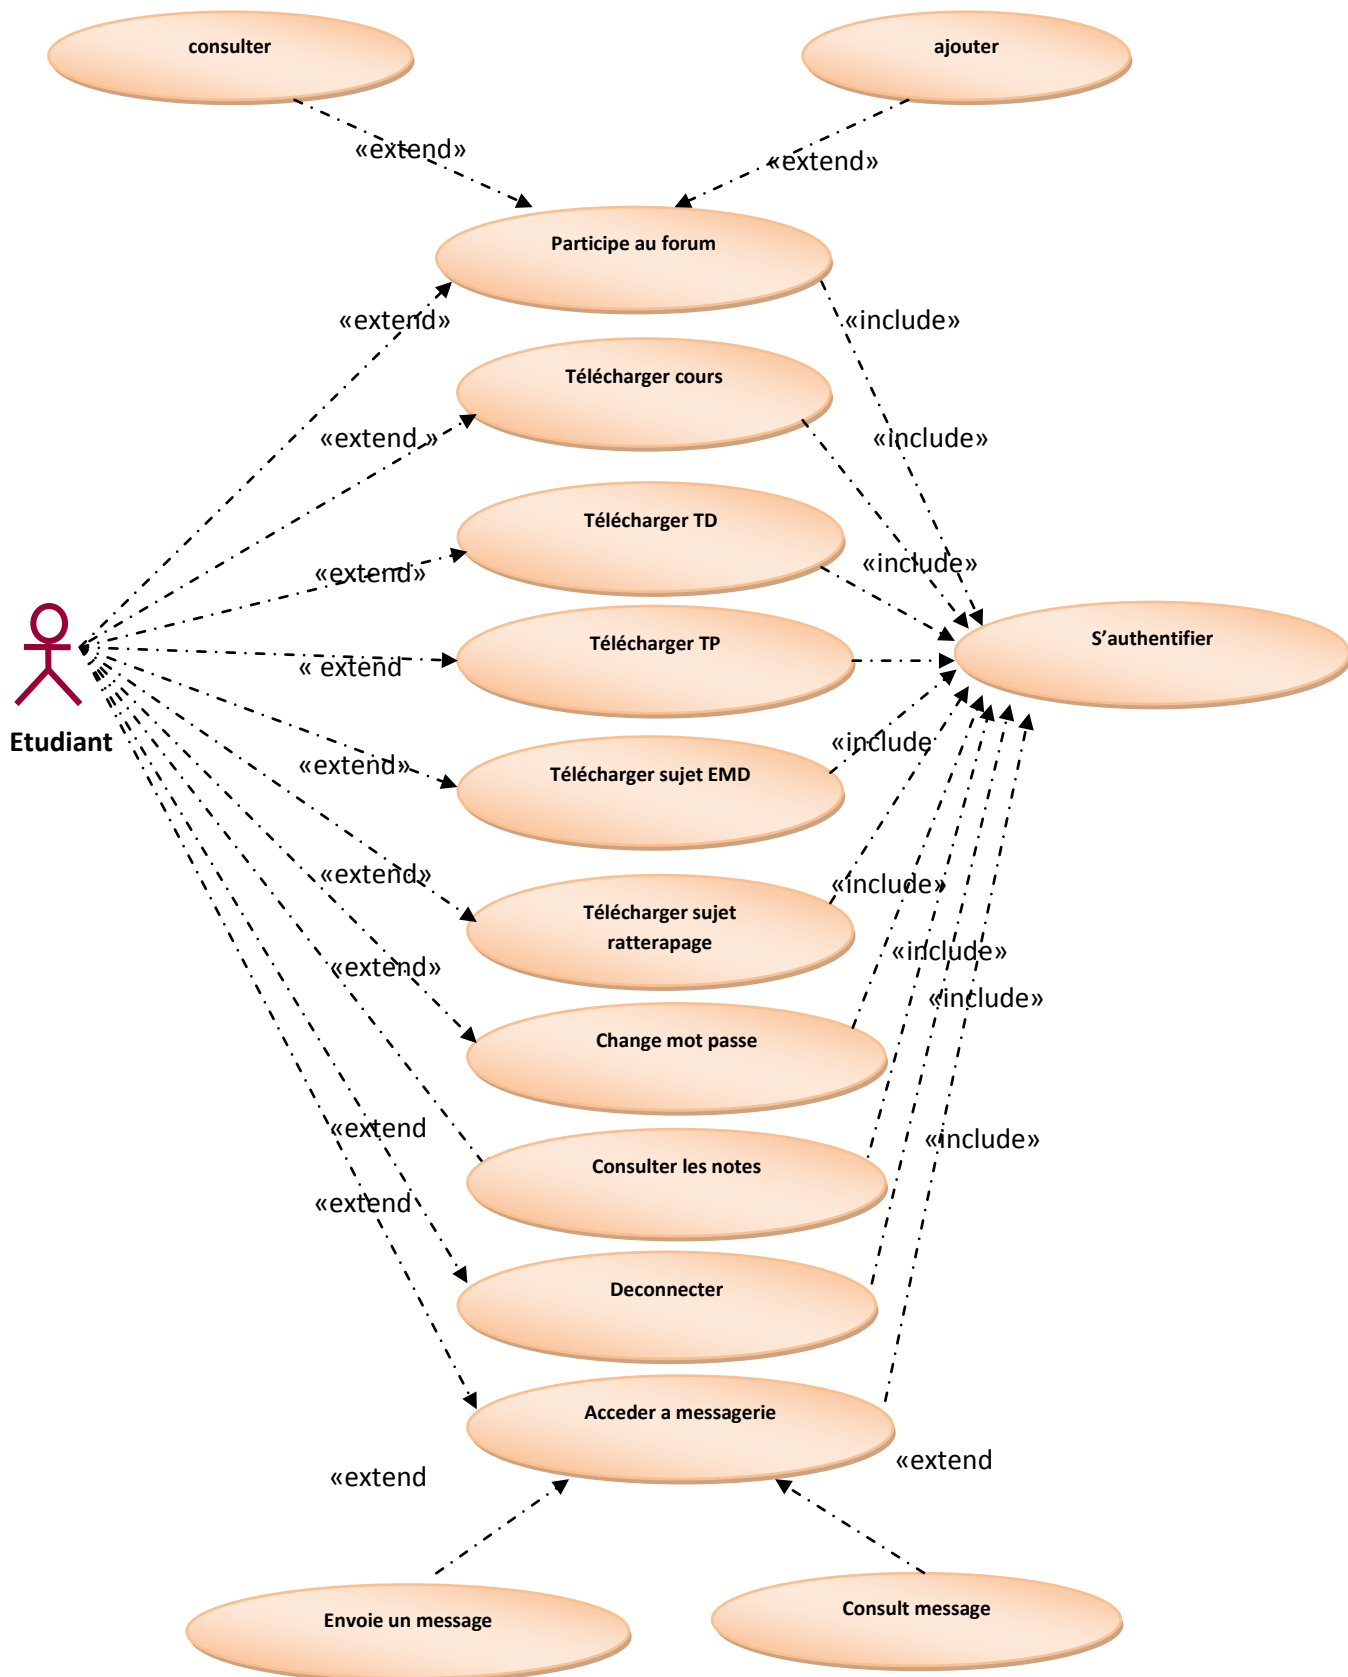 consulter
ajouter
«extend»
«extend»
Participe au forum
«extend»
«include»
Télécharger cours
«extend »
«include»
Télécharger TD
«extend»
«include»
Télécharger TP
« extend
S’authentifier
Etudiant
«extend»
Télécharger sujet EMD
«include
«extend»
Télécharger sujet
ratterapage
«include»
«extend»
«include»
«include»
Change mot passe
«extend
Consulter les notes
«include»
«extend
Deconnecter
Acceder a messagerie
«extend
«extend
Envoie un message
Consult message